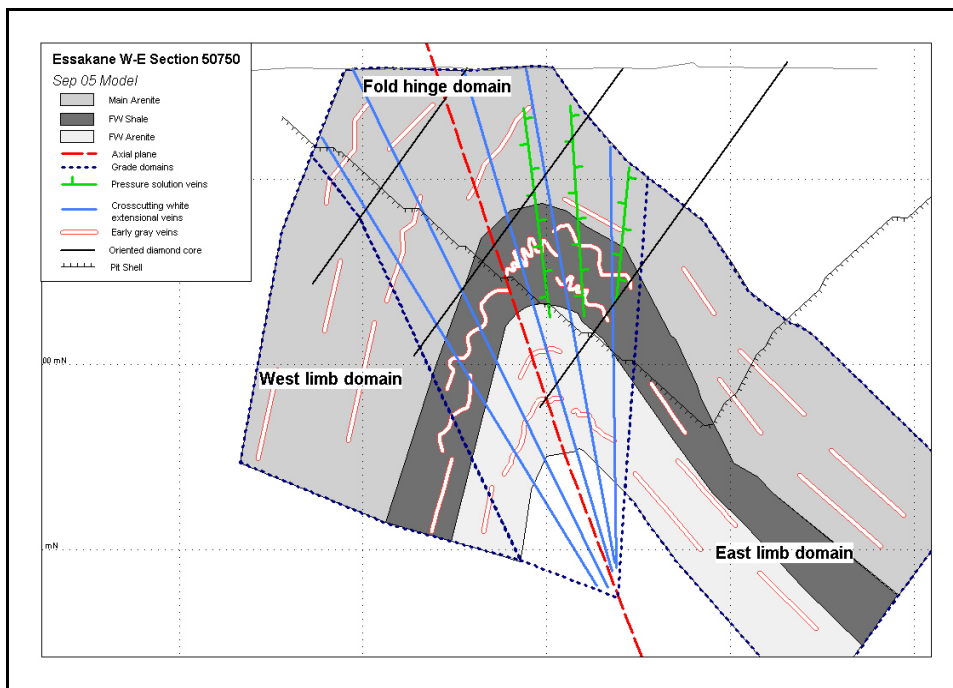 Essakane W-E Section 50750
Sep 05 Model
Main Arenite
FW Shale
FW Arenite
Axial plane
Grade domains
Pressure solution veins
Crosscutting white
extensional veins
Early gray veins
Oriented diamond core
Pit Shell
Fold hinge domain
00 mN
West limb domain
mN
East limb domain